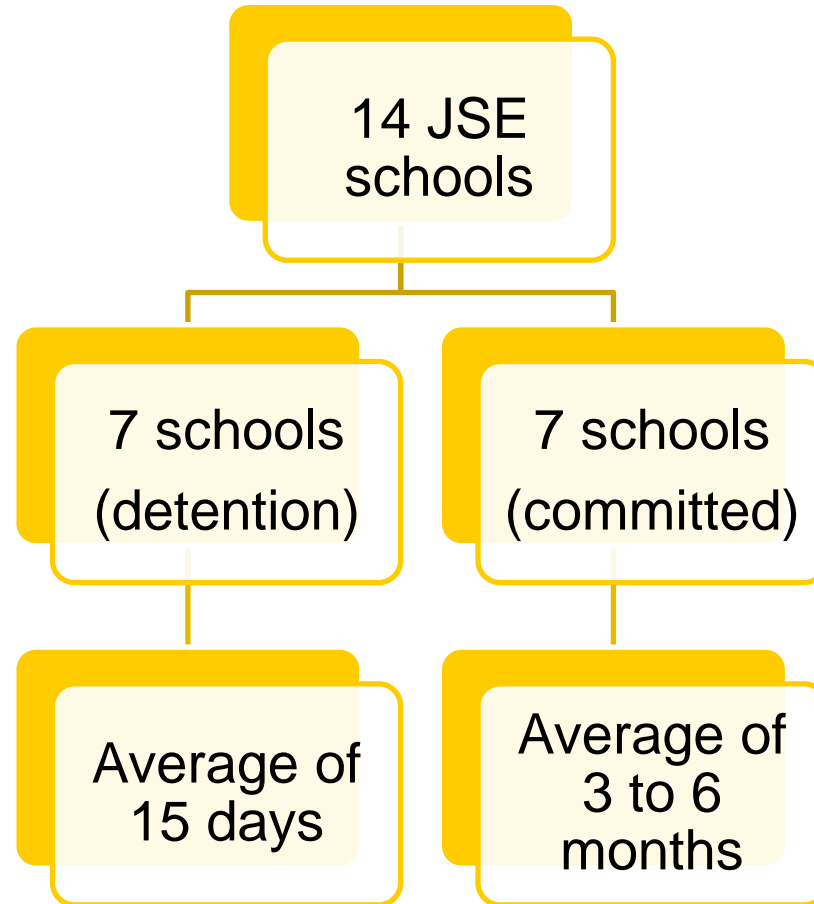 14 JSE
schools
7 schools
(detention)
7 schools
(committed)
Average of
15 days
Average of
3 to 6
months